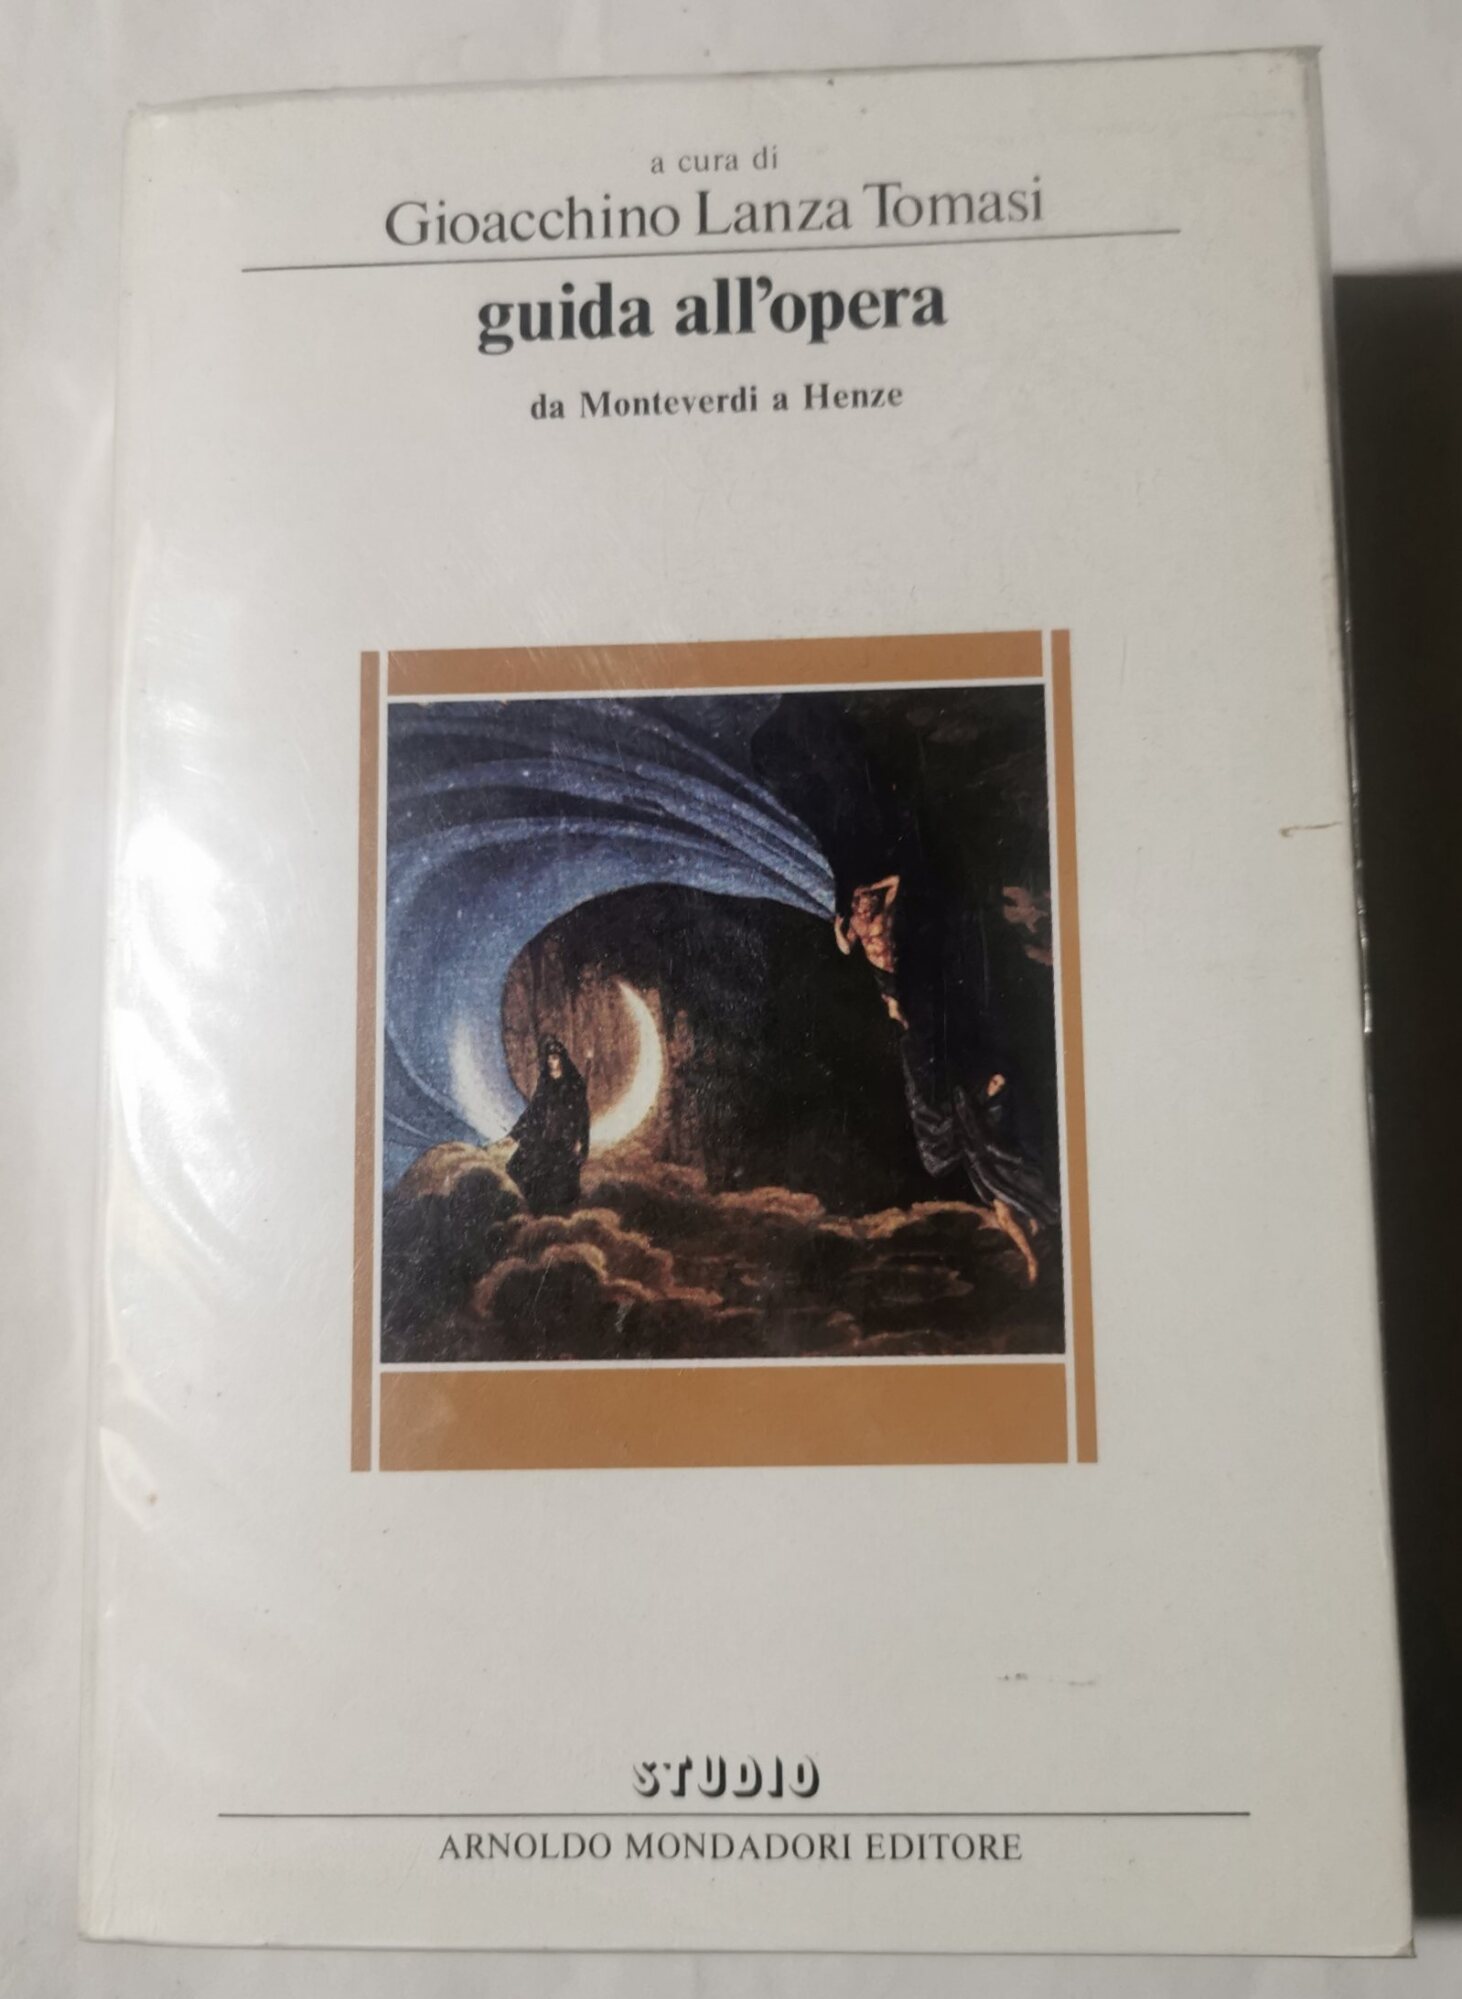 a cura di
Gioacchino Lanza Tomasi
guida all'opera
da Monteverdi a Henze
STUDIO
ARNOLDO MONDADORI EDITORE